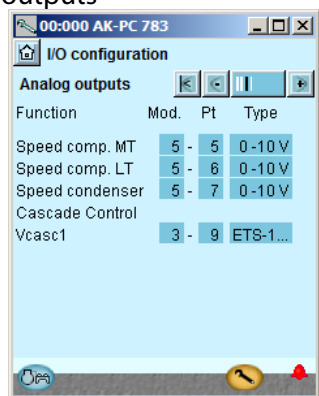 outputs
00:000 AK-PC 783
I/O configuration
Analog outputs
Function Mod. Pt Type
Speed comp. MT 5 - 5 0-10 V
Speed comp. LT 5 - 6 0-10 V
Speed condenser 5 - 7 0-10 V
Cascade Control
Vcasc1 3 - 9 ETS-1...